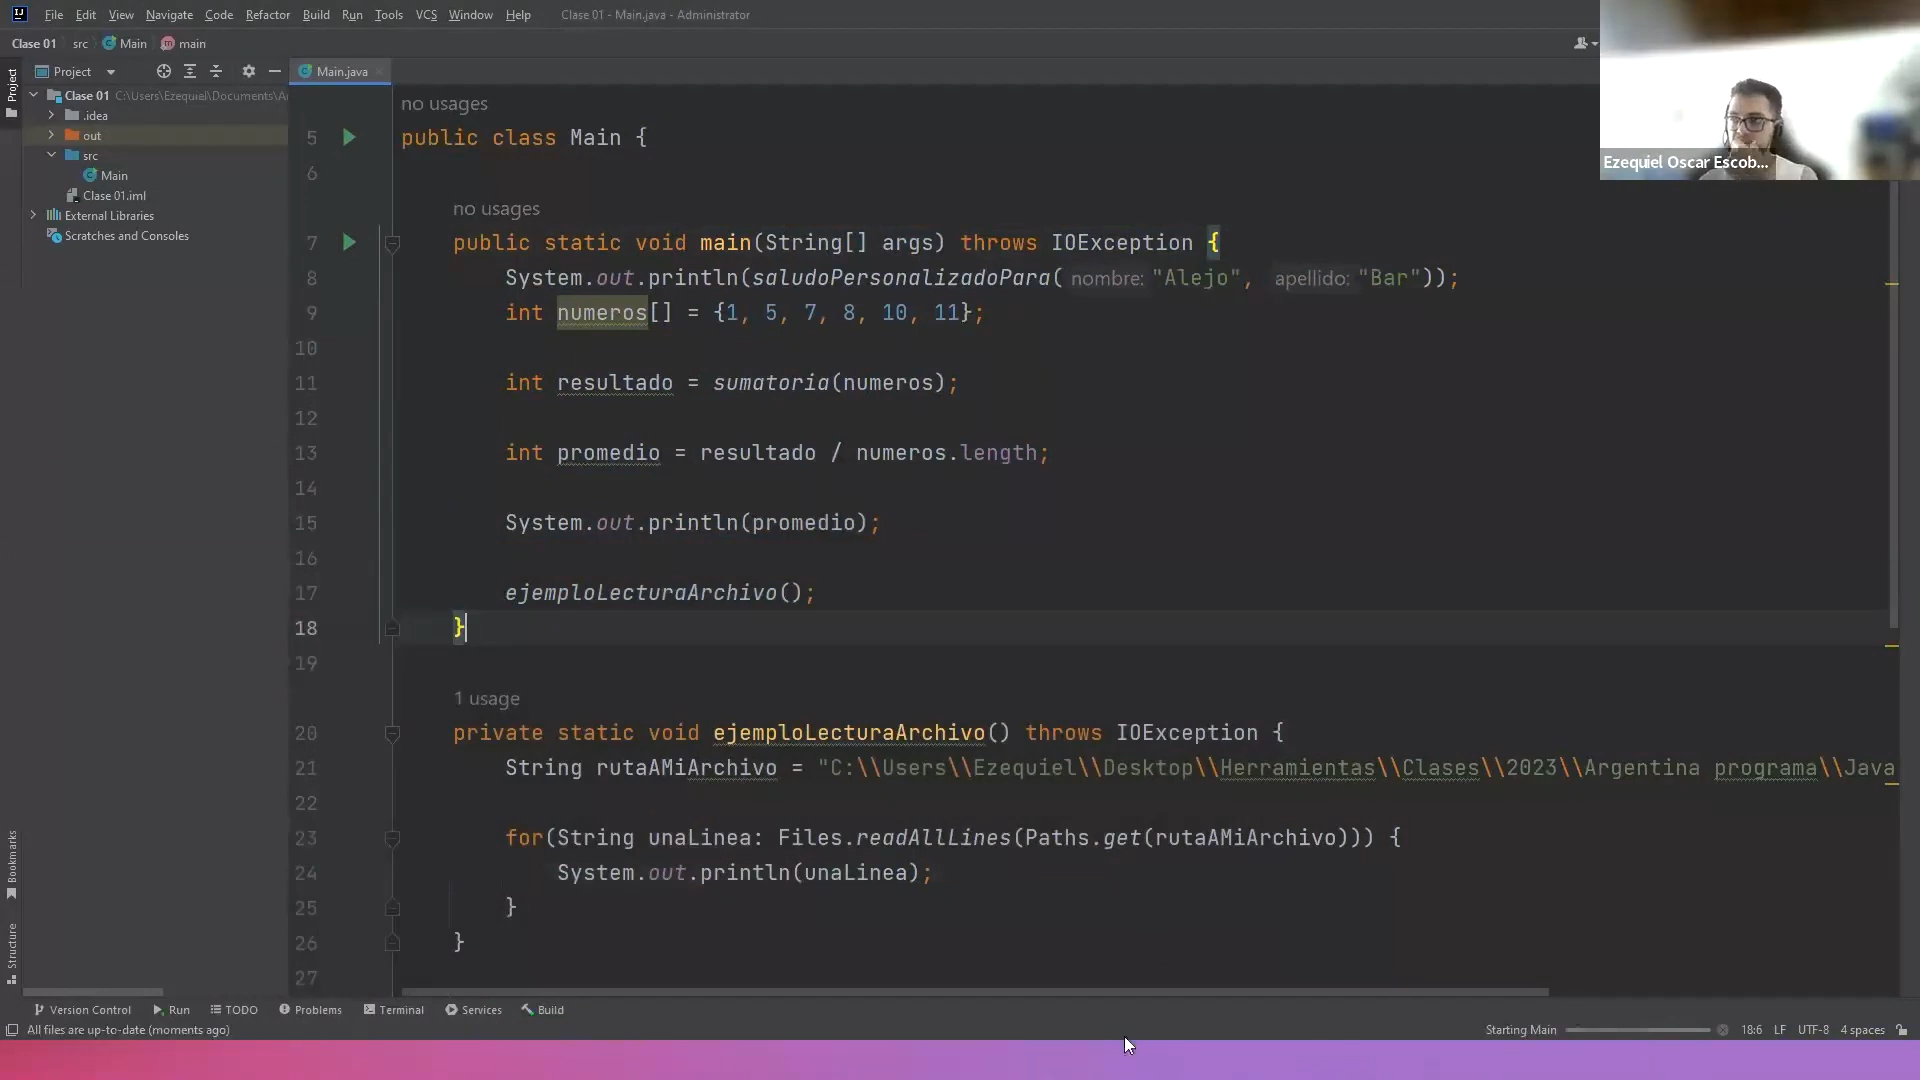 File Edit View Navigate Code Refactor Build Run Tools VCS Window Help Clase 01 - Main.java - Administrator
Clase 01 src Main main
Project
Main.java
Project
Clase 01 C:\Users\Ezequiel\Documents\A
.idea
out
src
Main
Clase 01.iml
External Libraries
Scratches and Consoles
no usages
5 public class Main {
6
no usages
7 public static void main(String[] args) throws IOException {
8 System.out.println(saludoPersonalizadoPara( nombre: "Alejo", apellido: "Bar"));
9 int numeros[] = {1, 5, 7, 8, 10, 11};
10
11 int resultado = sumatoria(numeros);
12
13 int promedio = resultado / numeros.length;
14
15 System.out.println(promedio);
16
17 ejemploLecturaArchivo();
18 }
19
1 usage
20 private static void ejemploLecturaArchivo() throws IOException {
21 String rutaAMiArchivo = "C:\\Users\\Ezequiel\\Desktop\\Herramientas\\Clases\\2023\\Argentina programa\\Java
22
23 for(String unaLinea: Files.readAllLines(Paths.get(rutaAMiArchivo))) {
24 System.out.println(unaLinea);
25 }
26 }
27
Ezequiel Oscar Escob...
Bookmarks
Structure
Version Control Run TODO Problems Terminal Services Build
All files are up-to-date (moments ago)
Starting Main 18:6 LF UTF-8 4 spaces